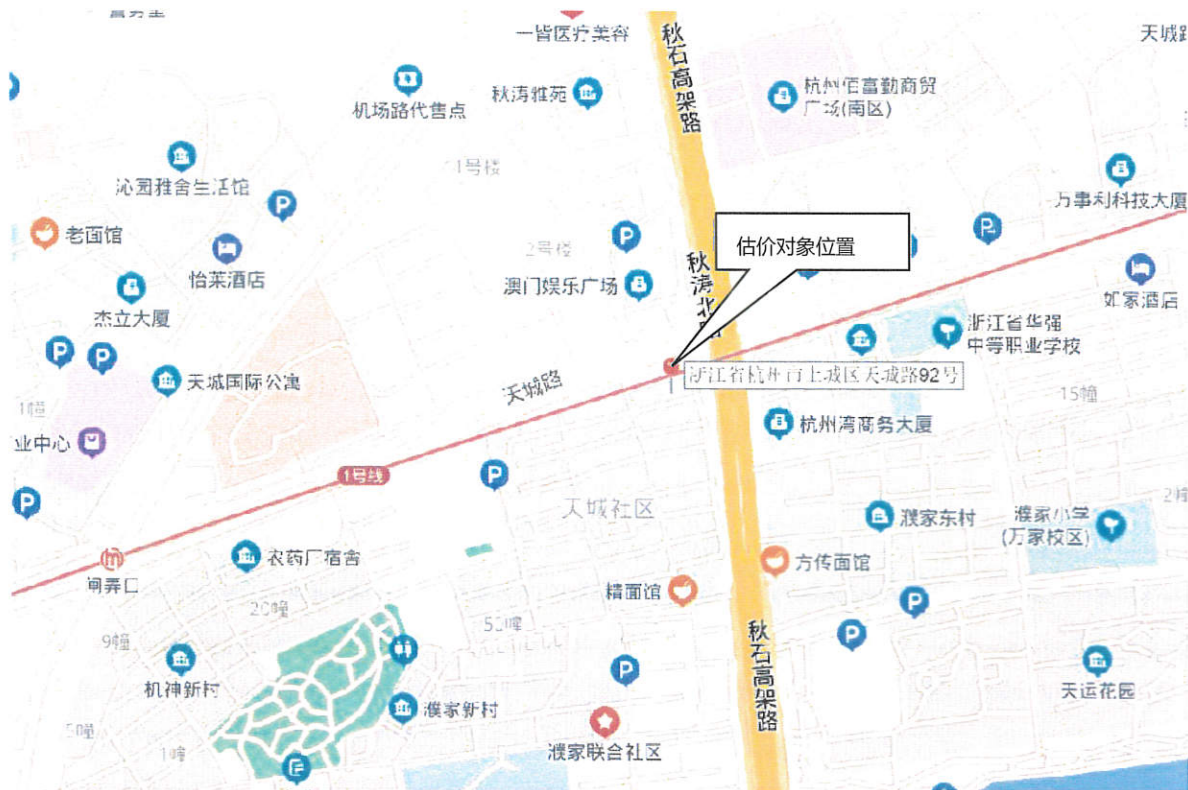 一皆医疗美容
天城路
秋石高架路
机场路代售点
秋涛雅苑
杭州佰富勤商贸
广场(南区)
沁园雅舍生活馆
1号楼
万事利科技大厦
老面馆
怡莱酒店
2号楼
澳门娱乐广场
秋涛北路
估价对象位置
如家酒店
杰立大厦
浙江省华强
中等职业学校
天城国际公寓
天城路
浙江省杭州市上城区天城路92号
1幢
15幢
业中心
杭州湾商务大厦
1号线
天城社区
濮家东村
濮家小学
(万家校区)
2幢
农药厂宿舍
闸弄口
方传面馆
精面馆
20幢
9幢
机神新村
秋石高架路
天运花园
濮家新村
濮家联合社区
1幢